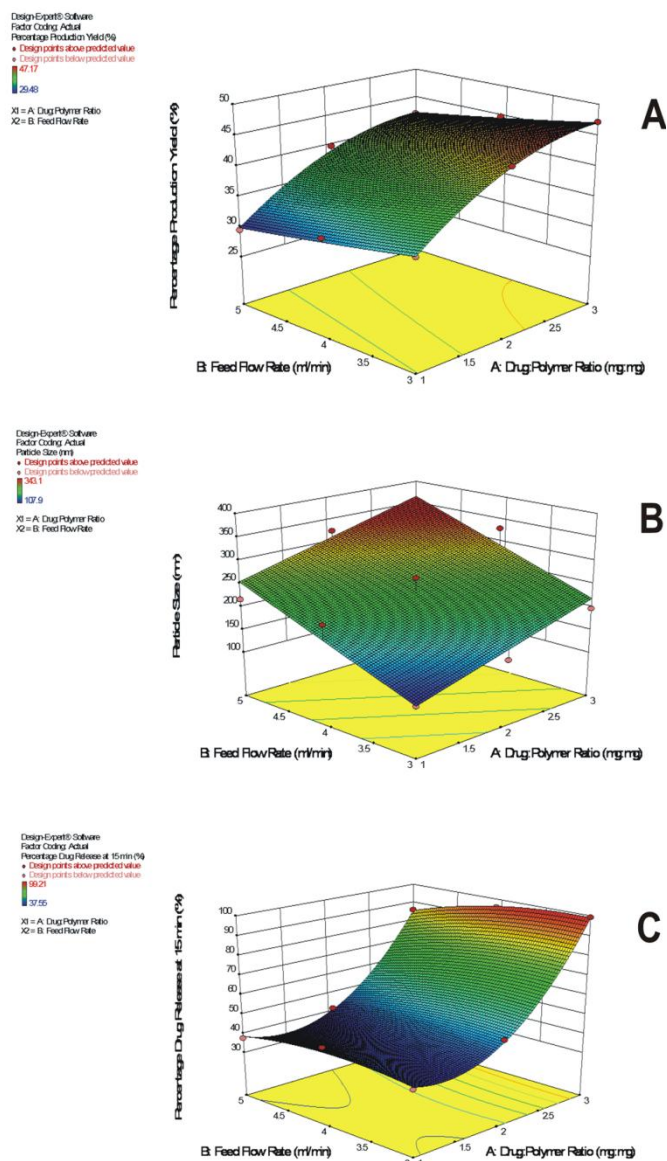 Design-Expert® Software
Factor Coding: Actual
Percentage Production Yield (%)
Design points above predicted value
Design points below predicted value
47.17
29.48
X1 = A: Drug:Polymer Ratio
X2 = B: Feed Flow Rate
A
Percentage Production Yield (%)
50
45
40
35
30
25
5
4.5
4
3.5
3
1
1.5
2
2.5
3
B: Feed Flow Rate (ml/min)
A: Drug:Polymer Ratio (mg:mg)
Design-Expert® Software
Factor Coding: Actual
Particle Size (nm)
Design points above predicted value
Design points below predicted value
343.1
107.9
X1 = A: Drug:Polymer Ratio
X2 = B: Feed Flow Rate
B
Particle Size (nm)
400
350
300
250
200
150
100
5
4.5
4
3.5
3
1
1.5
2
2.5
3
B: Feed Flow Rate (ml/min)
A: Drug:Polymer Ratio (mg:mg)
Design-Expert® Software
Factor Coding: Actual
Percentage Drug Release at 15 min (%)
Design points above predicted value
Design points below predicted value
99.21
37.55
X1 = A: Drug:Polymer Ratio
X2 = B: Feed Flow Rate
C
Percentage Drug Release at 15 min (%)
100
90
80
70
60
50
40
30
5
4.5
4
3.5
1.5
2
2.5
3
B: Feed Flow Rate (ml/min)
A: Drug:Polymer Ratio (mg:mg)